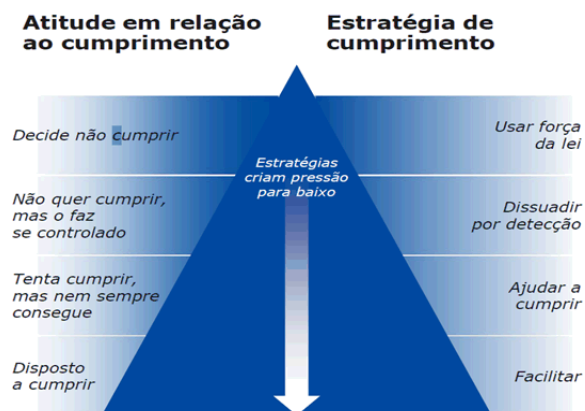 Atitude em relação
ao cumprimento
Estratégia de
cumprimento
Decide não cumprir
Usar força
da lei
Estratégias
criam pressão
para baixo
Não quer cumprir,
mas o faz
se controlado
Dissuadir
por detecção
Tenta cumprir,
mas nem sempre
consegue
Ajudar a
cumprir
Disposto
a cumprir
Facilitar